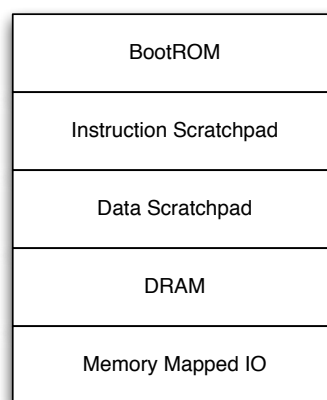 BootROM
Instruction Scratchpad
Data Scratchpad
DRAM
Memory Mapped IO